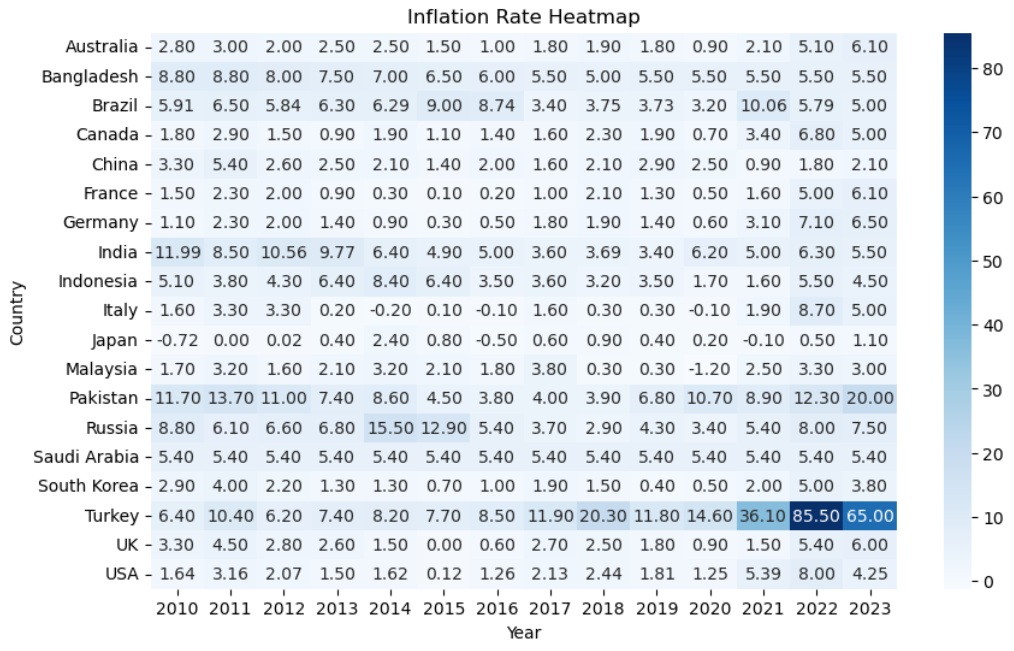 Inflation Rate Heatmap
Australia 2.80 3.00 2.00 2.50 2.50 1.50 1.00 1.80 1.90 1.80 0.90 2.10 5.10 6.10
Bangladesh 8.80 8.80 8.00 7.50 7.00 6.50 6.00 5.50 5.00 5.50 5.50 5.50 5.50 5.50
Brazil 5.91 6.50 5.84 6.30 6.29 9.00 8.74 3.40 3.75 3.73 3.20 10.06 5.79 5.00
Canada 1.80 2.90 1.50 0.90 1.90 1.10 1.40 1.60 2.30 1.90 0.70 3.40 6.80 5.00
China 3.30 5.40 2.60 2.50 2.10 1.40 2.00 1.60 2.10 2.90 2.50 0.90 1.80 2.10
France 1.50 2.30 2.00 0.90 0.30 0.10 0.20 1.00 2.10 1.30 0.50 1.60 5.00 6.10
Germany 1.10 2.30 2.00 1.40 0.90 0.30 0.50 1.80 1.90 1.40 0.60 3.10 7.10 6.50
India 11.99 8.50 10.56 9.77 6.40 4.90 5.00 3.60 3.69 3.40 6.20 5.00 6.30 5.50
Indonesia 5.10 3.80 4.30 6.40 8.40 6.40 3.50 3.60 3.20 3.50 1.70 1.60 5.50 4.50
Italy 1.60 3.30 3.30 0.20 -0.20 0.10 -0.10 1.60 0.30 0.30 -0.10 1.90 8.70 5.00
Japan -0.72 0.00 0.02 0.40 2.40 0.80 -0.50 0.60 0.90 0.40 0.20 -0.10 0.50 1.10
Malaysia 1.70 3.20 1.60 2.10 3.20 2.10 1.80 3.80 0.30 0.30 -1.20 2.50 3.30 3.00
Pakistan 11.70 13.70 11.00 7.40 8.60 4.50 3.80 4.00 3.90 6.80 10.70 8.90 12.30 20.00
Russia 8.80 6.10 6.60 6.80 15.50 12.90 5.40 3.70 2.90 4.30 3.40 5.40 8.00 7.50
Saudi Arabia 5.40 5.40 5.40 5.40 5.40 5.40 5.40 5.40 5.40 5.40 5.40 5.40 5.40 5.40
South Korea 2.90 4.00 2.20 1.30 1.30 0.70 1.00 1.90 1.50 0.40 0.50 2.00 5.00 3.80
Turkey 6.40 10.40 6.20 7.40 8.20 7.70 8.50 11.90 20.30 11.80 14.60 36.10 85.50 65.00
UK 3.30 4.50 2.80 2.60 1.50 0.00 0.60 2.70 2.50 1.80 0.90 1.50 5.40 6.00
USA 1.64 3.16 2.07 1.50 1.62 0.12 1.26 2.13 2.44 1.81 1.25 5.39 8.00 4.25
2010 2011 2012 2013 2014 2015 2016 2017 2018 2019 2020 2021 2022 2023
Year
Country
80
70
60
50
40
30
20
10
0